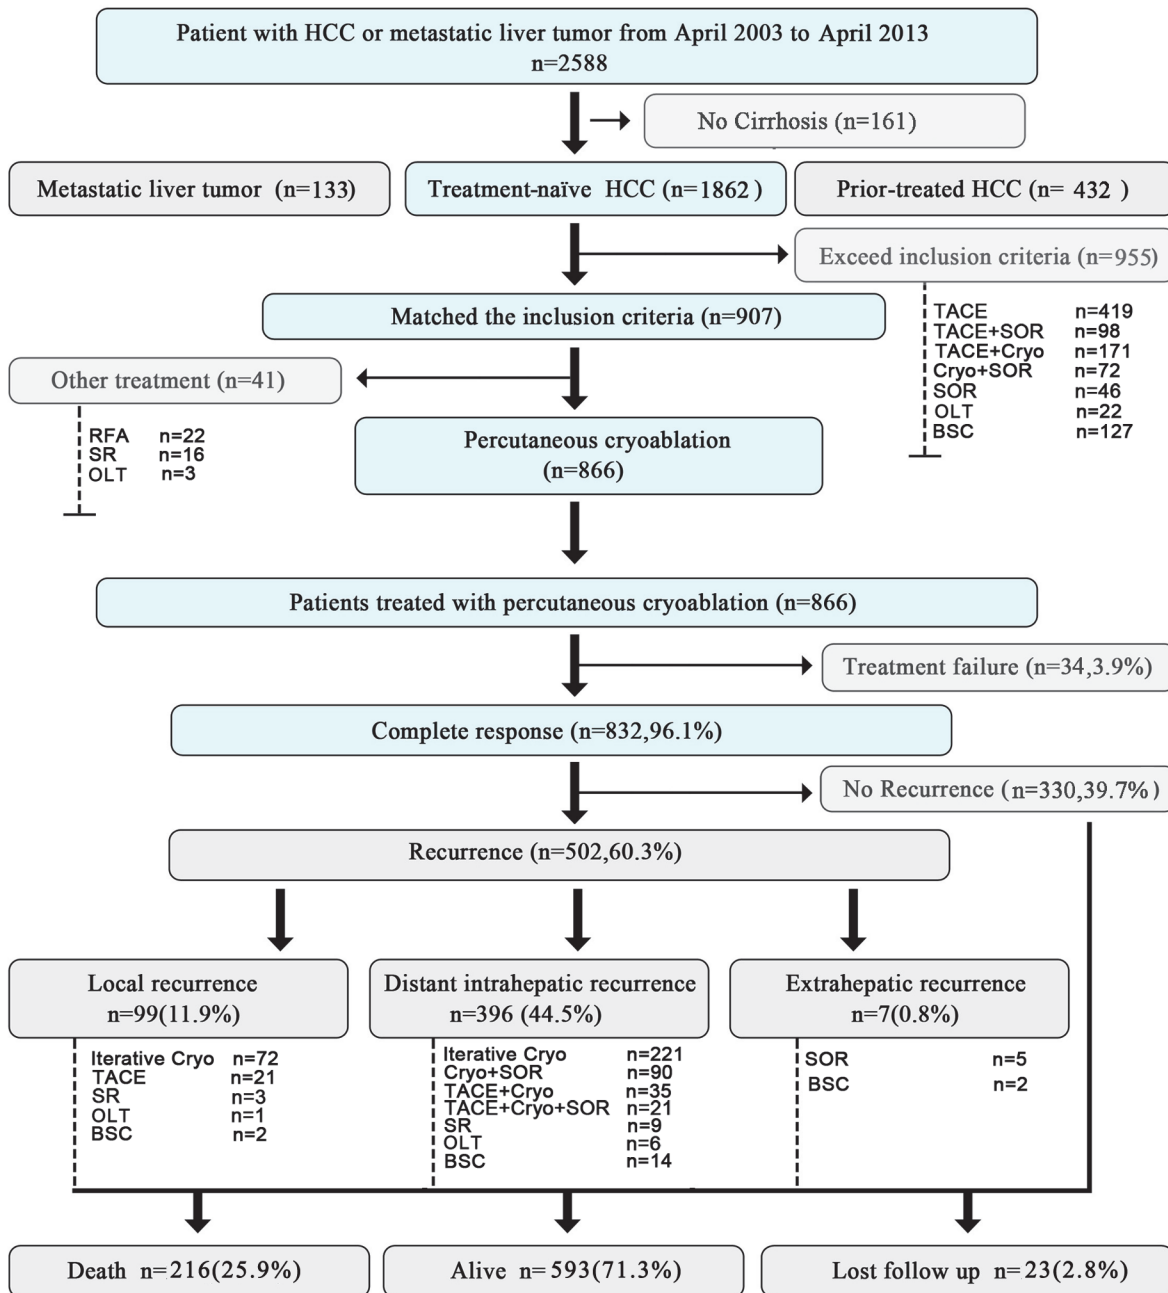 Patient with HCC or metastatic liver tumor from April 2003 to April 2013
n=2588
No Cirrhosis (n=161)
Metastatic liver tumor (n=133)
Treatment-naïve HCC (n=1862)
Prior-treated HCC (n= 432 )
Exceed inclusion criteria (n=955)
TACE n=419
TACE+SOR n=98
TACE+Cryo n=171
Cryo+SOR n=72
SOR n=46
OLT n=22
BSC n=127
Matched the inclusion criteria (n=907)
Other treatment (n=41)
RFA n=22
SR n=16
OLT n=3
Percutaneous cryoablation
(n=866)
Patients treated with percutaneous cryoablation (n=866)
Treatment failure (n=34,3.9%)
Complete response (n=832,96.1%)
No Recurrence (n=330,39.7%)
Recurrence (n=502,60.3%)
Local recurrence
n=99(11.9%)
Iterative Cryo n=72
TACE n=21
SR n=3
OLT n=1
BSC n=2
Distant intrahepatic recurrence
n=396 (44.5%)
Iterative Cryo n=221
Cryo+SOR n=90
TACE+Cryo n=35
TACE+Cryo+SOR n=21
SR n=9
OLT n=6
BSC n=14
Extrahepatic recurrence
n=7(0.8%)
SOR n=5
BSC n=2
Death n=216(25.9%)
Alive n=593(71.3%)
Lost follow up n=23(2.8%)